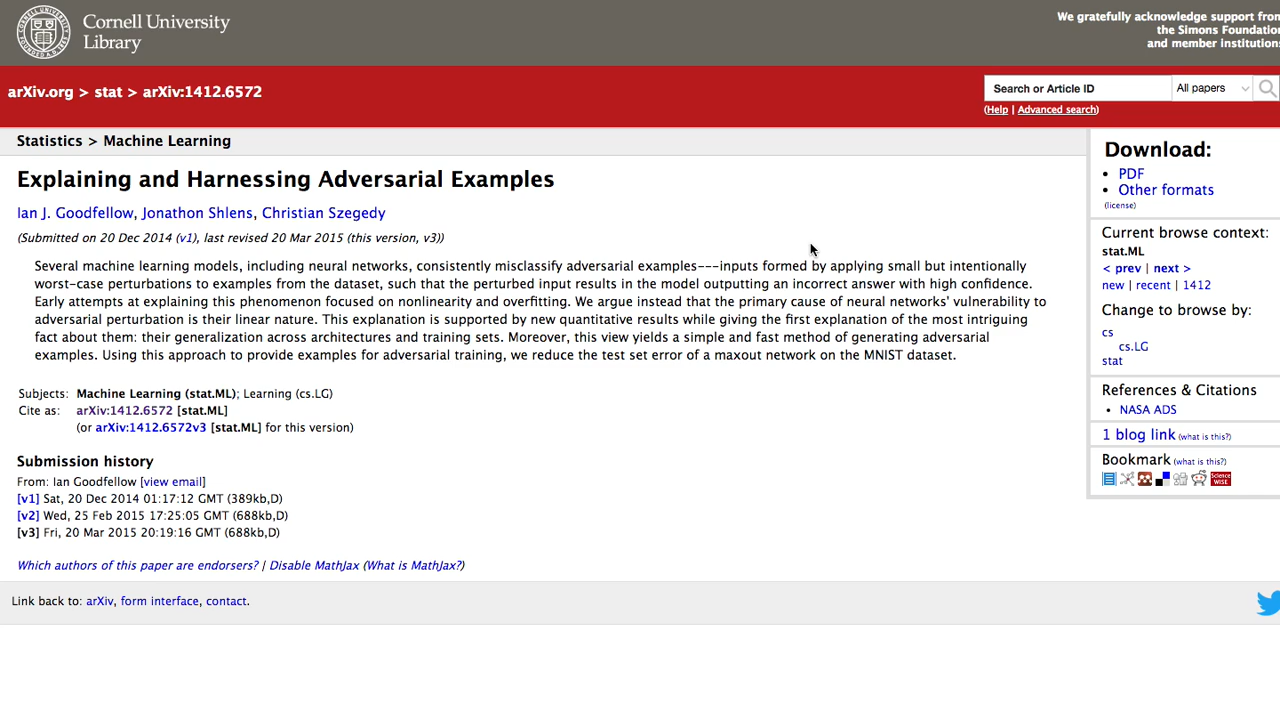 Cornell University
Library
We gratefully acknowledge support from
the Simons Foundation
and member institutions
arXiv.org > stat > arXiv:1412.6572
Search or Article ID
All papers
(Help | Advanced search)
Statistics > Machine Learning
Explaining and Harnessing Adversarial Examples
Ian J. Goodfellow, Jonathon Shlens, Christian Szegedy
(Submitted on 20 Dec 2014 (v1), last revised 20 Mar 2015 (this version, v3))
Several machine learning models, including neural networks, consistently misclassify adversarial examples---inputs formed by applying small but intentionally
worst-case perturbations to examples from the dataset, such that the perturbed input results in the model outputting an incorrect answer with high confidence.
Early attempts at explaining this phenomenon focused on nonlinearity and overfitting. We argue instead that the primary cause of neural networks' vulnerability to
adversarial perturbation is their linear nature. This explanation is supported by new quantitative results while giving the first explanation of the most intriguing
fact about them: their generalization across architectures and training sets. Moreover, this view yields a simple and fast method of generating adversarial
examples. Using this approach to provide examples for adversarial training, we reduce the test set error of a maxout network on the MNIST dataset.
Subjects: Machine Learning (stat.ML); Learning (cs.LG)
Cite as: arXiv:1412.6572 [stat.ML]
(or arXiv:1412.6572v3 [stat.ML] for this version)
Submission history
From: Ian Goodfellow [view email]
[v1] Sat, 20 Dec 2014 01:17:12 GMT (389kb,D)
[v2] Wed, 25 Feb 2015 17:25:05 GMT (688kb,D)
[v3] Fri, 20 Mar 2015 20:19:16 GMT (688kb,D)
Which authors of this paper are endorsers? | Disable MathJax (What is MathJax?)
Link back to: arXiv, form interface, contact.
Download:
• PDF
• Other formats
(license)
Current browse context:
stat.ML
< prev | next >
new | recent | 1412
Change to browse by:
cs
cs.LG
stat
References & Citations
• NASA ADS
1 blog link (what is this?)
Bookmark (what is this?)
Science
WISE